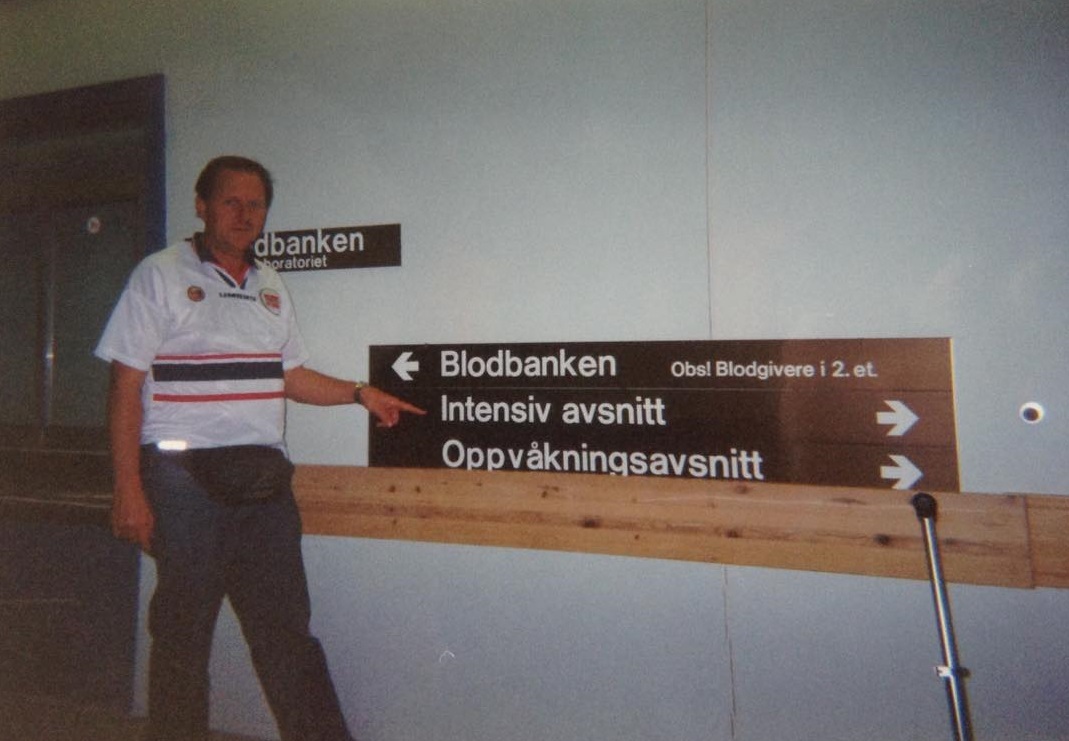 dbanken
boratoriet
Blodbanken Obs! Blodgivere i 2. et.
Intensiv avsnitt
Oppvåkningsavsnitt